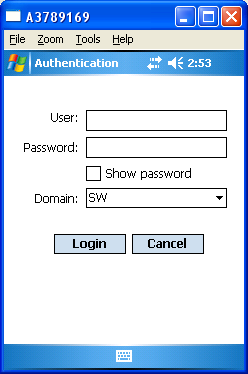 A3789169
File Zoom Tools Help
Authentication 2:53
User:
Password:
Show password
Domain: SW
Login Cancel